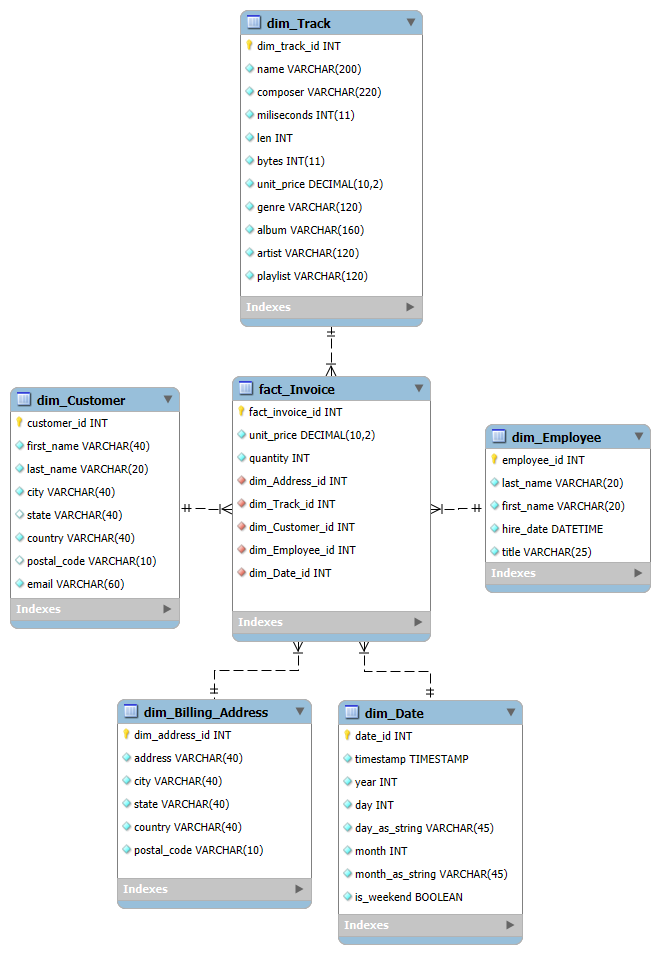 dim_Track
dim_track_id INT
name VARCHAR(200)
composer VARCHAR(220)
miliseconds INT(11)
len INT
bytes INT(11)
unit_price DECIMAL(10,2)
genre VARCHAR(120)
album VARCHAR(160)
artist VARCHAR(120)
playlist VARCHAR(120)
Indexes
dim_Customer
customer_id INT
first_name VARCHAR(40)
last_name VARCHAR(20)
city VARCHAR(40)
state VARCHAR(40)
country VARCHAR(40)
postal_code VARCHAR(10)
email VARCHAR(60)
Indexes
fact_Invoice
fact_invoice_id INT
unit_price DECIMAL(10,2)
quantity INT
dim_Address_id INT
dim_Track_id INT
dim_Customer_id INT
dim_Employee_id INT
dim_Date_id INT
Indexes
dim_Employee
employee_id INT
last_name VARCHAR(20)
first_name VARCHAR(20)
hire_date DATETIME
title VARCHAR(25)
Indexes
dim_Billing_Address
dim_address_id INT
address VARCHAR(40)
city VARCHAR(40)
state VARCHAR(40)
country VARCHAR(40)
postal_code VARCHAR(10)
Indexes
dim_Date
date_id INT
timestamp TIMESTAMP
year INT
day INT
day_as_string VARCHAR(45)
month INT
month_as_string VARCHAR(45)
is_weekend BOOLEAN
Indexes